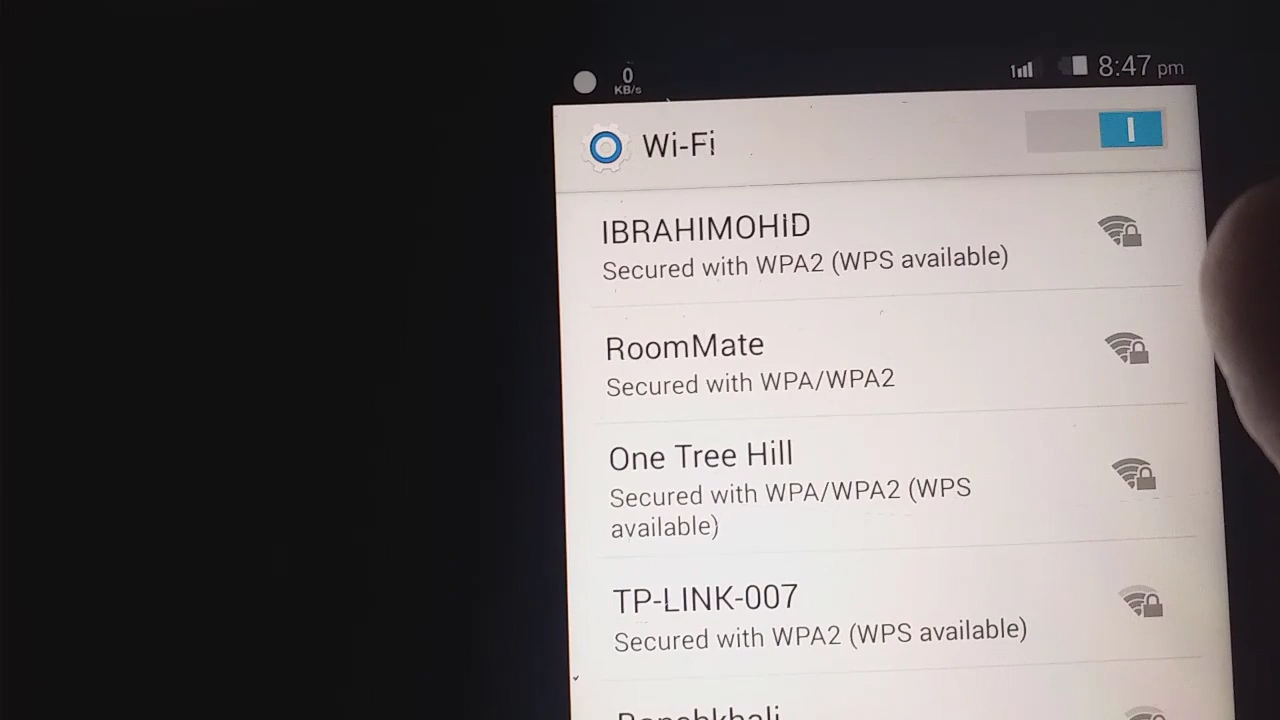 0
KB/s
8:47 pm
Wi-Fi
IBRAHIMOHiD
Secured with WPA2 (WPS available)
RoomMate
Secured with WPA/WPA2
One Tree Hill
Secured with WPA/WPA2 (WPS
available)
TP-LINK-007
Secured with WPA2 (WPS available)